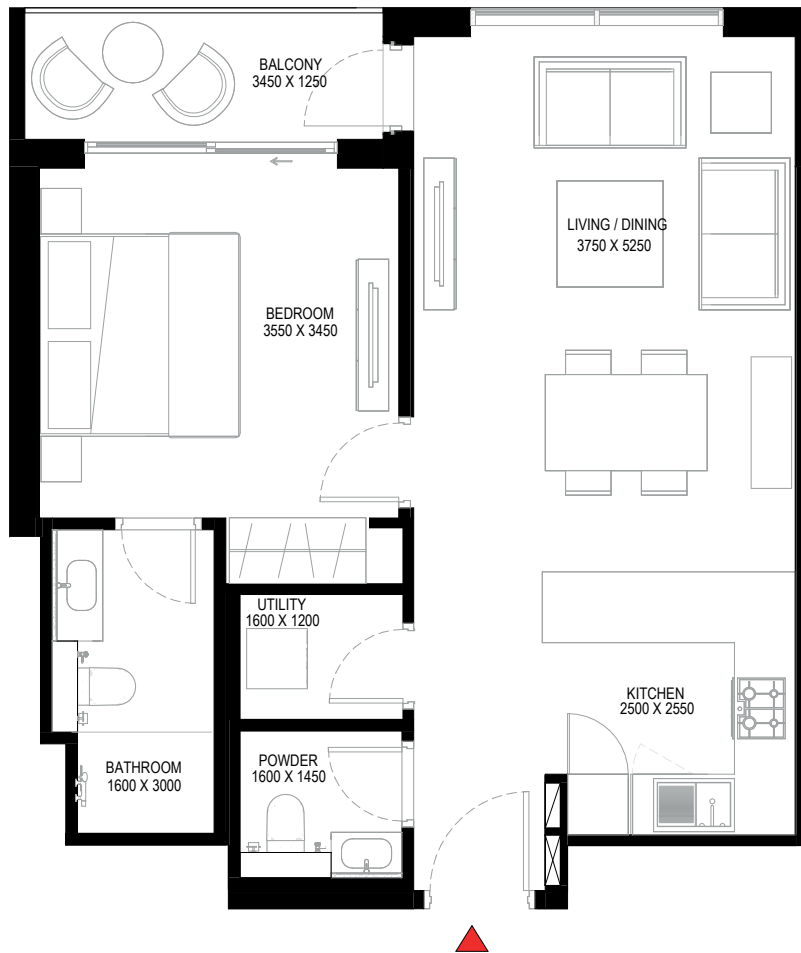 BALCONY
3450 X 1250
LIVING / DINING
3750 X 5250
BEDROOM
3550 X 3450
UTILITY
1600 X 1200
KITCHEN
2500 X 2550
BATHROOM
1600 X 3000
POWDER
1600 X 1450